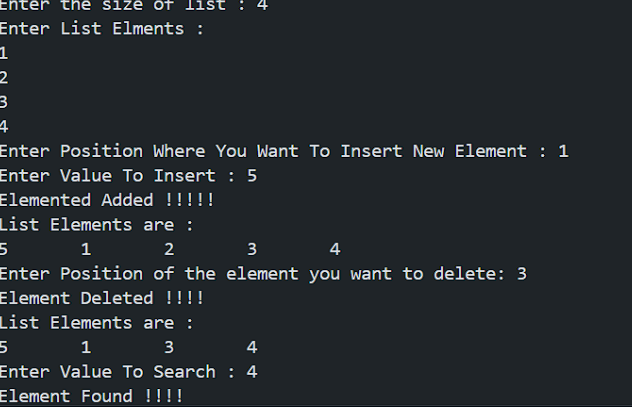 Enter the size of list : 4
Enter List Elments :
1
2
3
4
Enter Position Where You Want To Insert New Element : 1
Enter Value To Insert : 5
Elemented Added !!!!!
List Elements are :
5 1 2 3 4
Enter Position of the element you want to delete: 3
Element Deleted !!!!
List Elements are :
5 1 3 4
Enter Value To Search : 4
Element Found !!!!